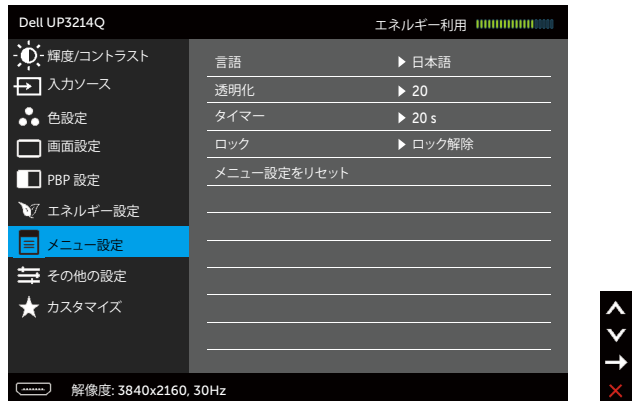 Dell UP3214Q
エネルギー利用
輝度/コントラスト
入力ソース
色設定
画面設定
PBP 設定
エネルギー設定
メニュー設定
その他の設定
カスタマイズ
言語 日本語
透明化 20
タイマー 20 s
ロック ロック解除
メニュー設定をリセット
解像度: 3840x2160, 30Hz